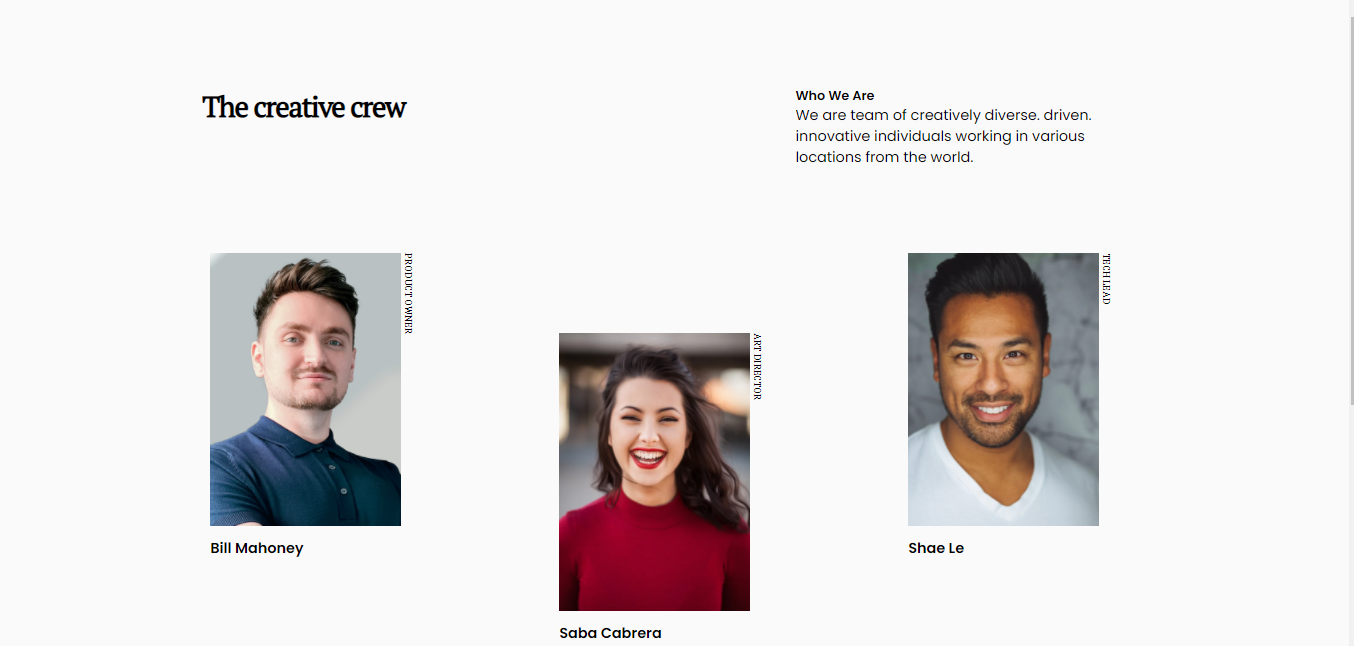 The creative crew
Who We Are
We are team of creatively diverse. driven.
innovative individuals working in various
locations from the world.
PRODUCT OWNER
Bill Mahoney
ART DIRECTOR
Saba Cabrera
TECH LEAD
Shae Le